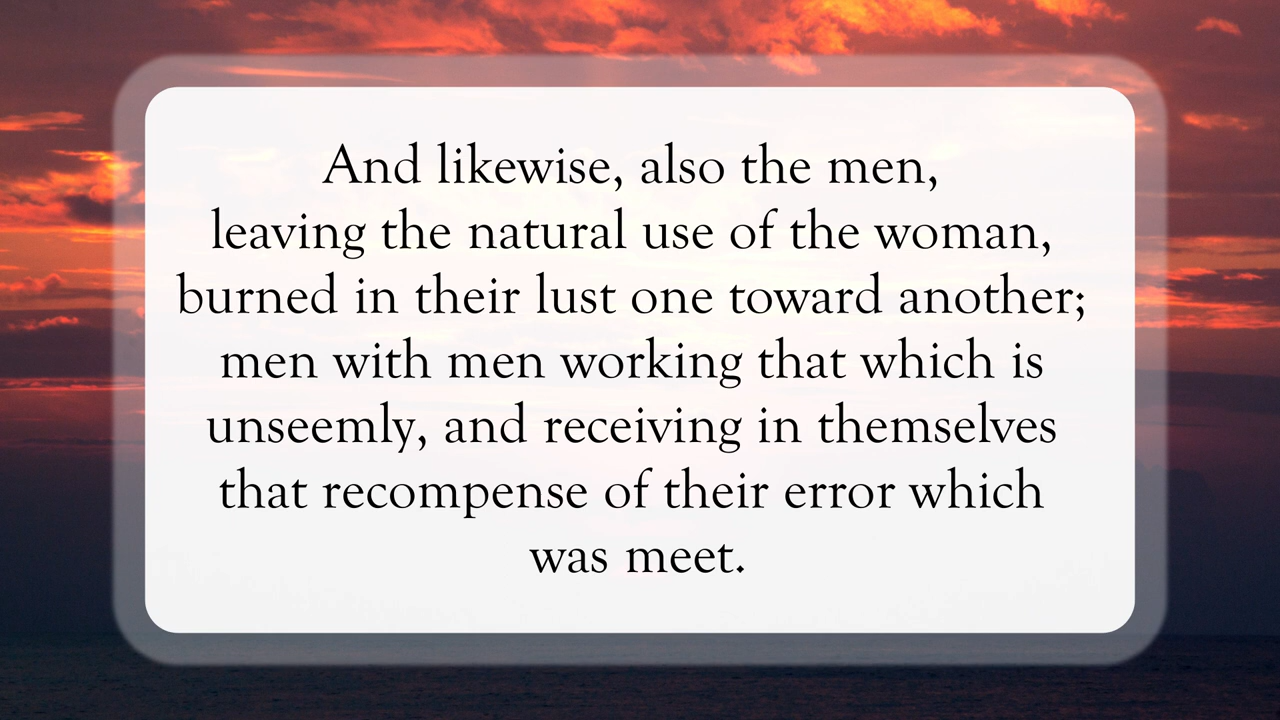 And likewise, also the men,
leaving the natural use of the woman,
burned in their lust one toward another;
men with men working that which is
unseemly, and receiving in themselves
that recompense of their error which
was meet.